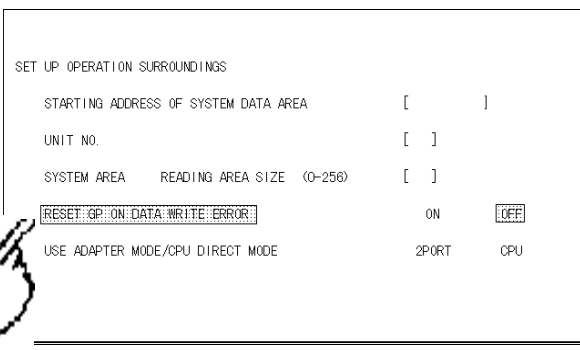 SET UP OPERATION SURROUNDINGS
STARTING ADDRESS OF SYSTEM DATA AREA [ ]
UNIT NO. [ ]
SYSTEM AREA READING AREA SIZE (0-256) [ ]
RESET GP ON DATA WRITE ERROR ON OFF
USE ADAPTER MODE/CPU DIRECT MODE 2PORT CPU